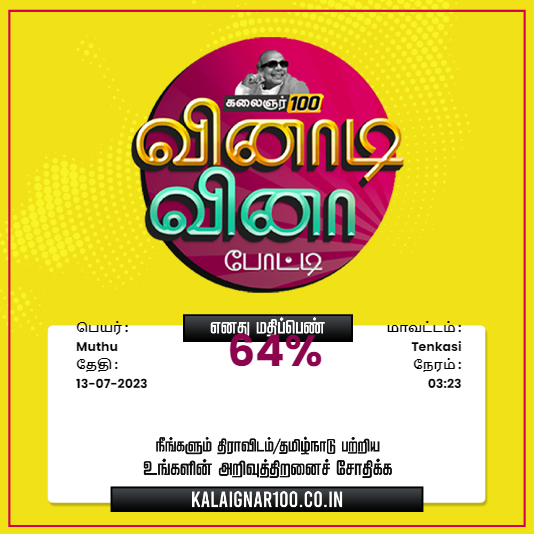 கலைஞர் 100
வினாடி
வினா
போட்டி
எனது மதிப்பெண்
64%
பெயர்:
Muthu
தேதி:
13-07-2023
மாவட்டம்:
Tenkasi
நேரம்:
03:23
நீங்களும் திராவிடம்/தமிழ்நாடு பற்றிய
உங்களின் அறிவுத்திறனைச் சோதிக்க
KALAIGNAR100.CO.IN